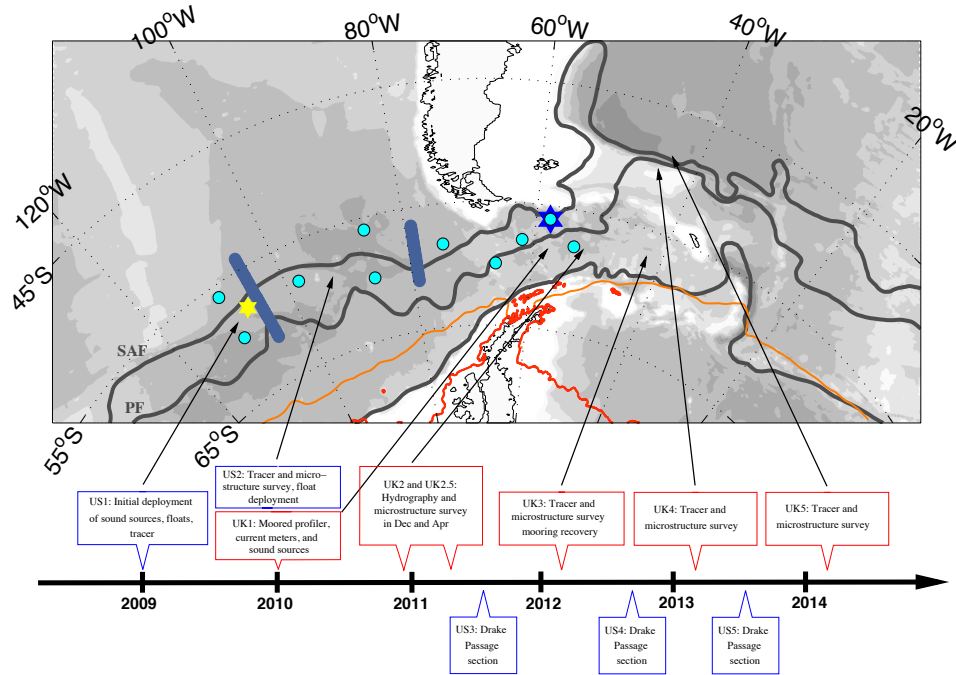 100°W
80°W
60°W
40°W
20°W
120°W
45°S
SAF
PF
55°S
65°S
US1: Initial deployment
of sound sources, floats,
tracer
US2: Tracer and micro–
structure survey, float
deployment
UK1: Moored profiler,
current meters, and
sound sources
UK2 and UK2.5:
Hydrography and
microstructure survey
in Dec and Apr
UK3: Tracer and
microstructure survey
mooring recovery
UK4: Tracer and
microstructure survey
UK5: Tracer and
microstructure survey
2009
2010
2011
2012
2013
2014
US3: Drake
Passage
section
US4: Drake
Passage
section
US5: Drake
Passage
section